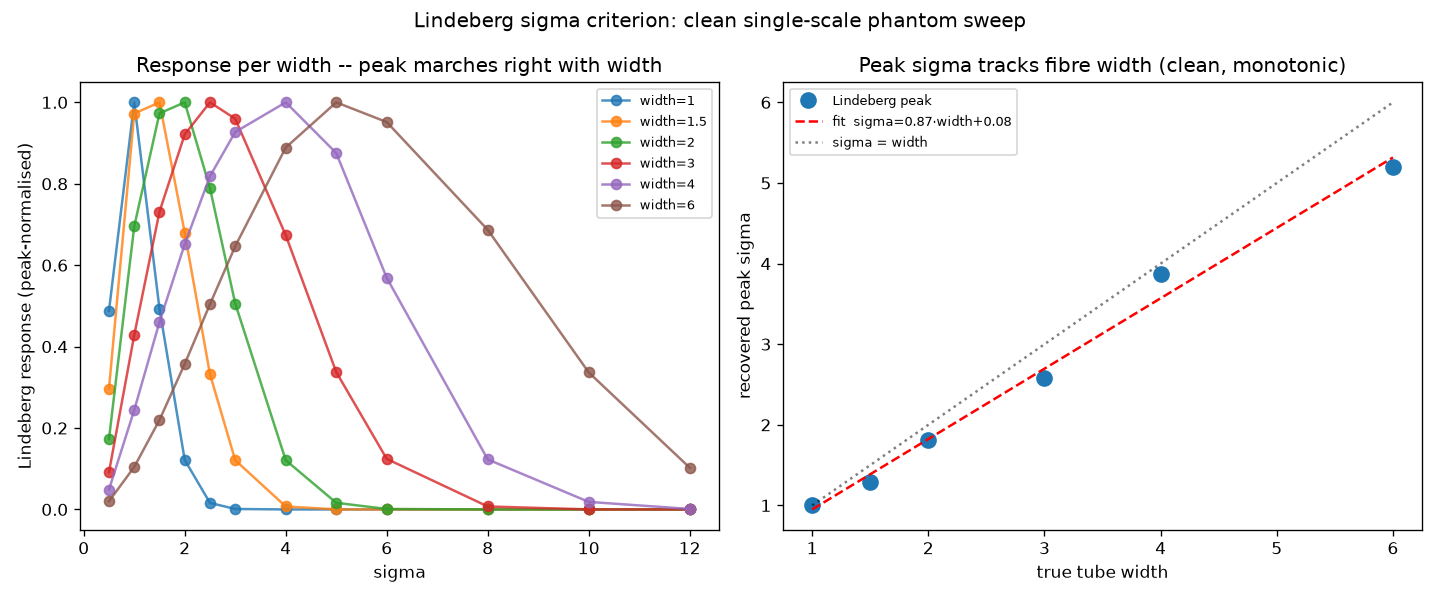 Lindeberg sigma criterion: clean single-scale phantom sweep
Response per width -- peak marches right with width
Lindeberg response (peak-normalised)
1.0
0.8
0.6
0.4
0.2
0.0
width=1
width=1.5
width=2
width=3
width=4
width=6
0 2 4 6 8 10 12
sigma
Peak sigma tracks fibre width (clean, monotonic)
recovered peak sigma
6
5
4
3
2
1
Lindeberg peak
fit sigma=0.87·width+0.08
sigma = width
1 2 3 4 5 6
true tube width